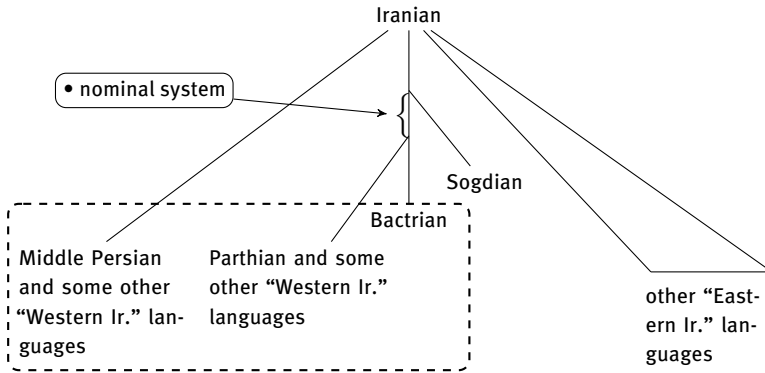 Iranian
• nominal system
Sogdian
Bactrian
Middle Persian
and some other
“Western Ir.” lan-
guages
Parthian and some
other “Western Ir.”
languages
other “East-
ern Ir.” lan-
guages